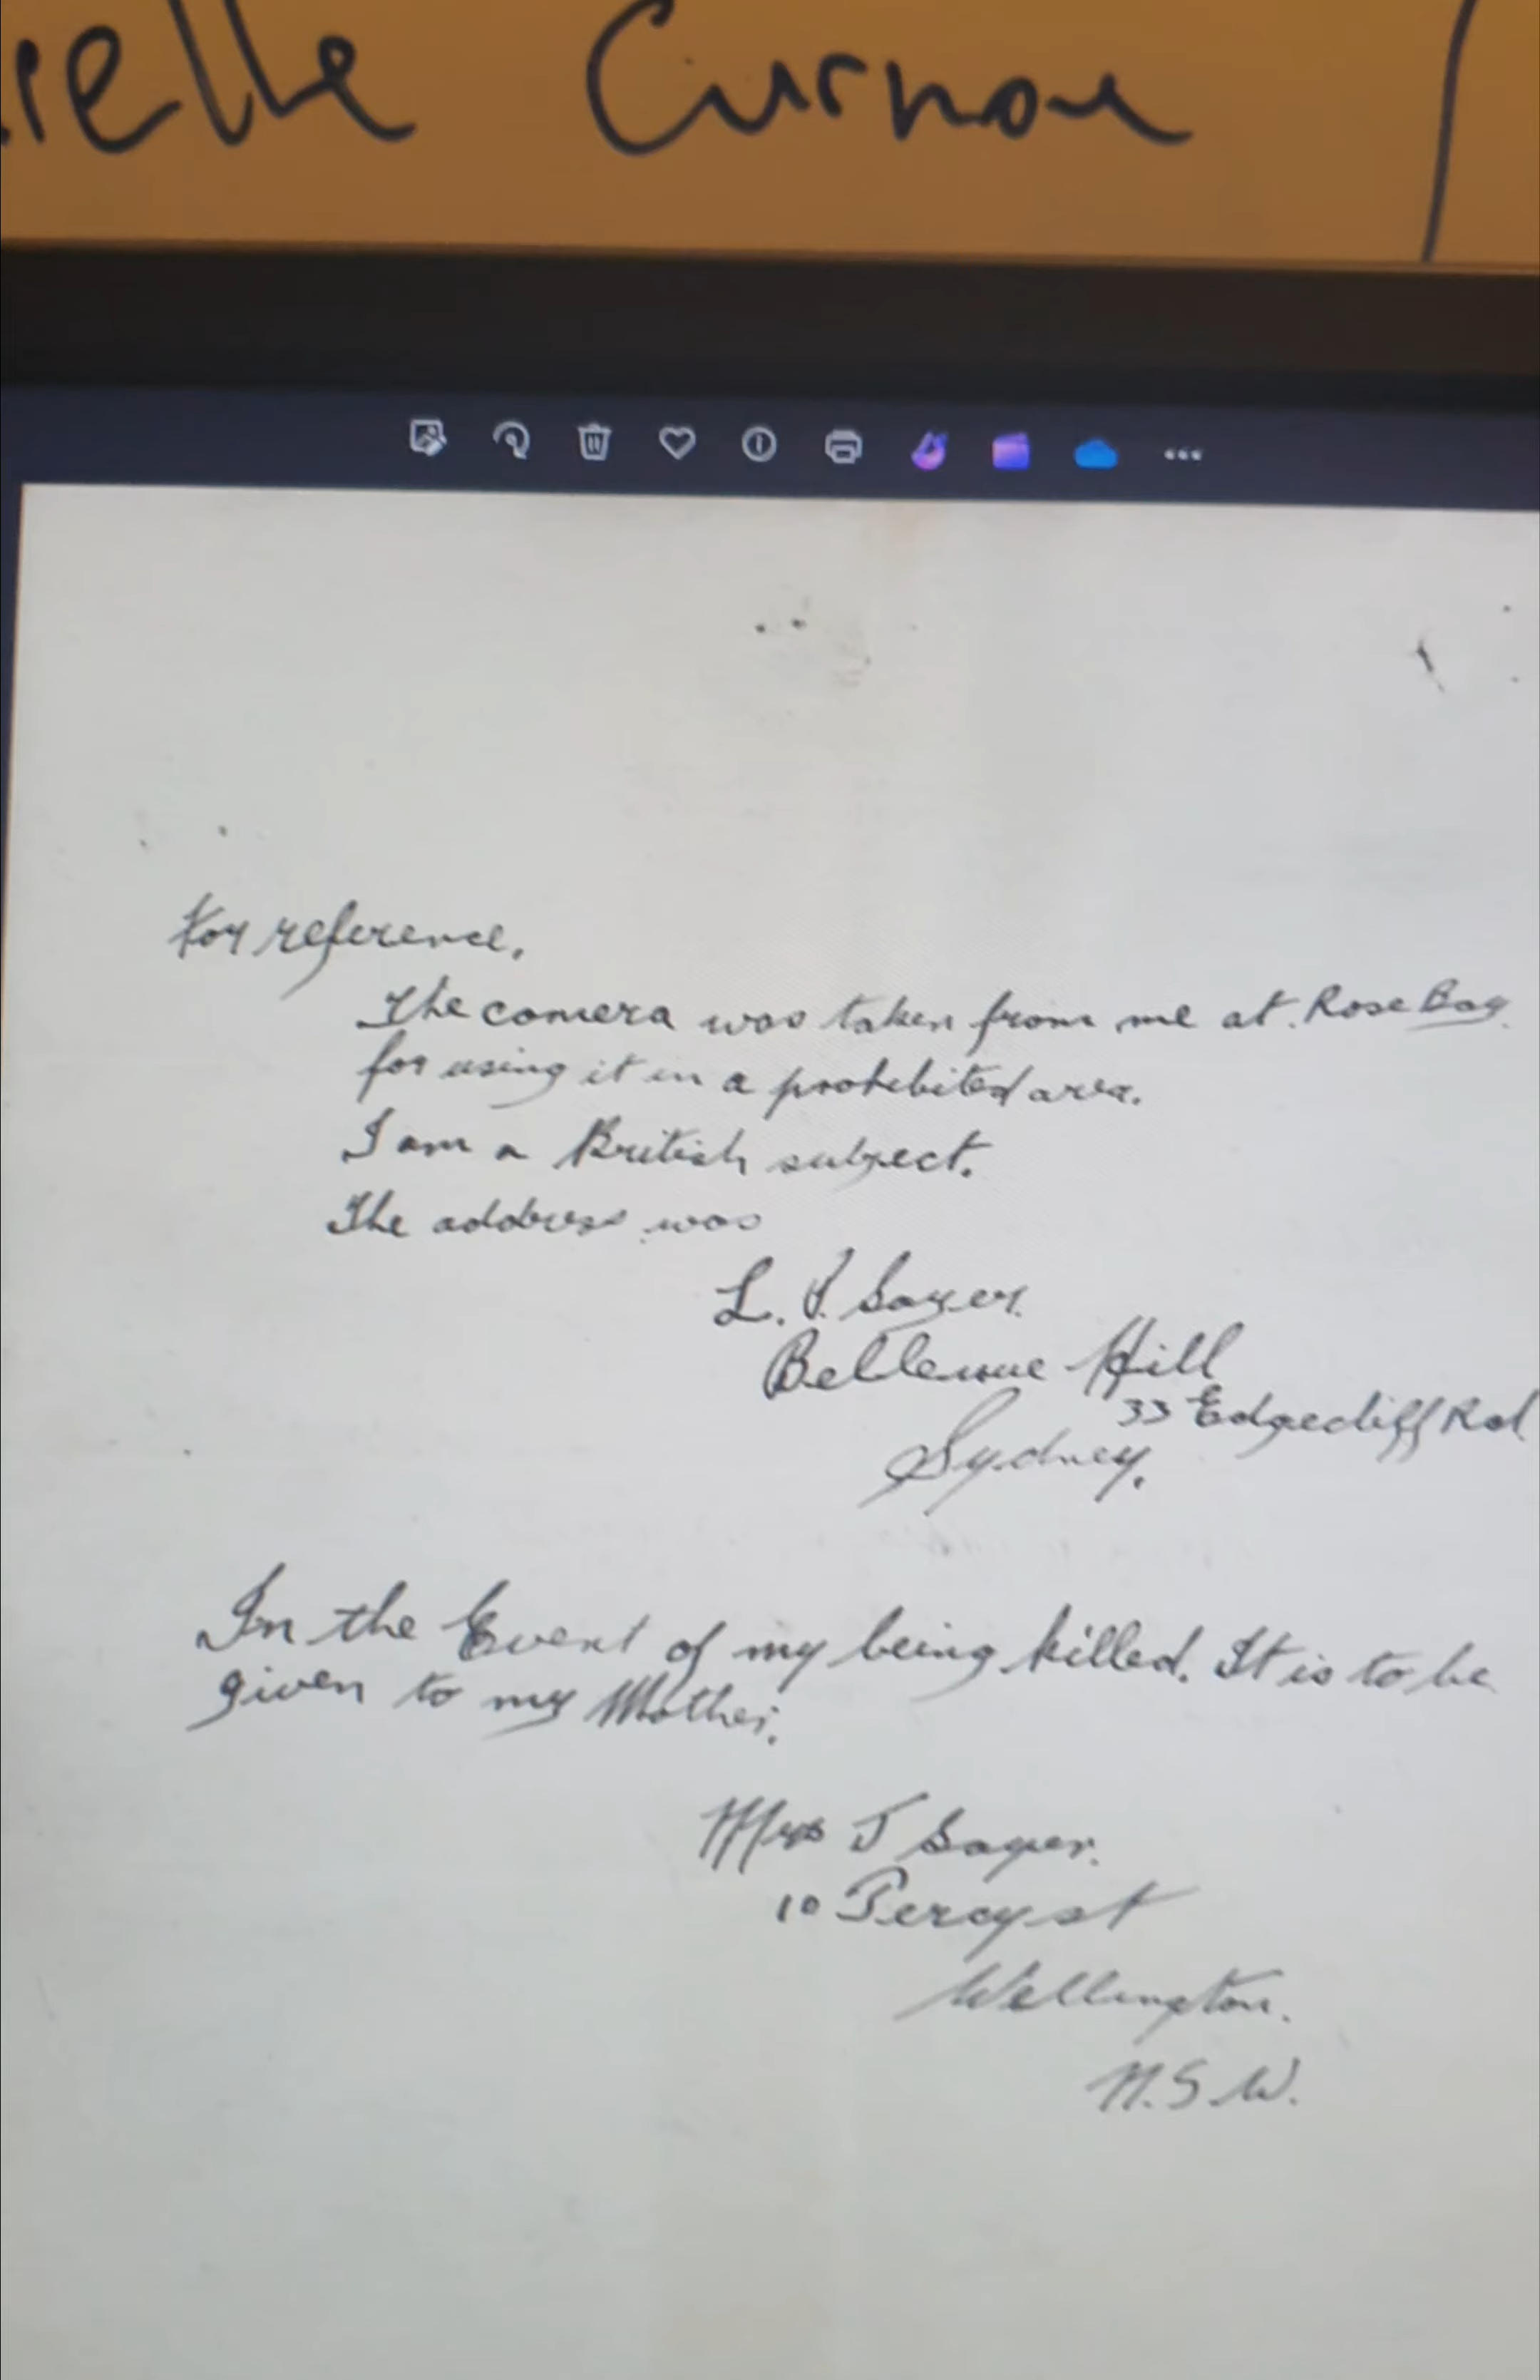 ielle Curnow /
For reference.
The camera was taken from me at Rose Bay
for using it in a prohibited area.
I am a British subject.
The address was
L. J. Sayer.
Bellevue Hill
33 Edgecliff Rd
Sydney.
In the Event of my being killed. It is to be
given to my Mother.
Mrs J Sayer.
10 Percy st
Wellington.
N.S.W.